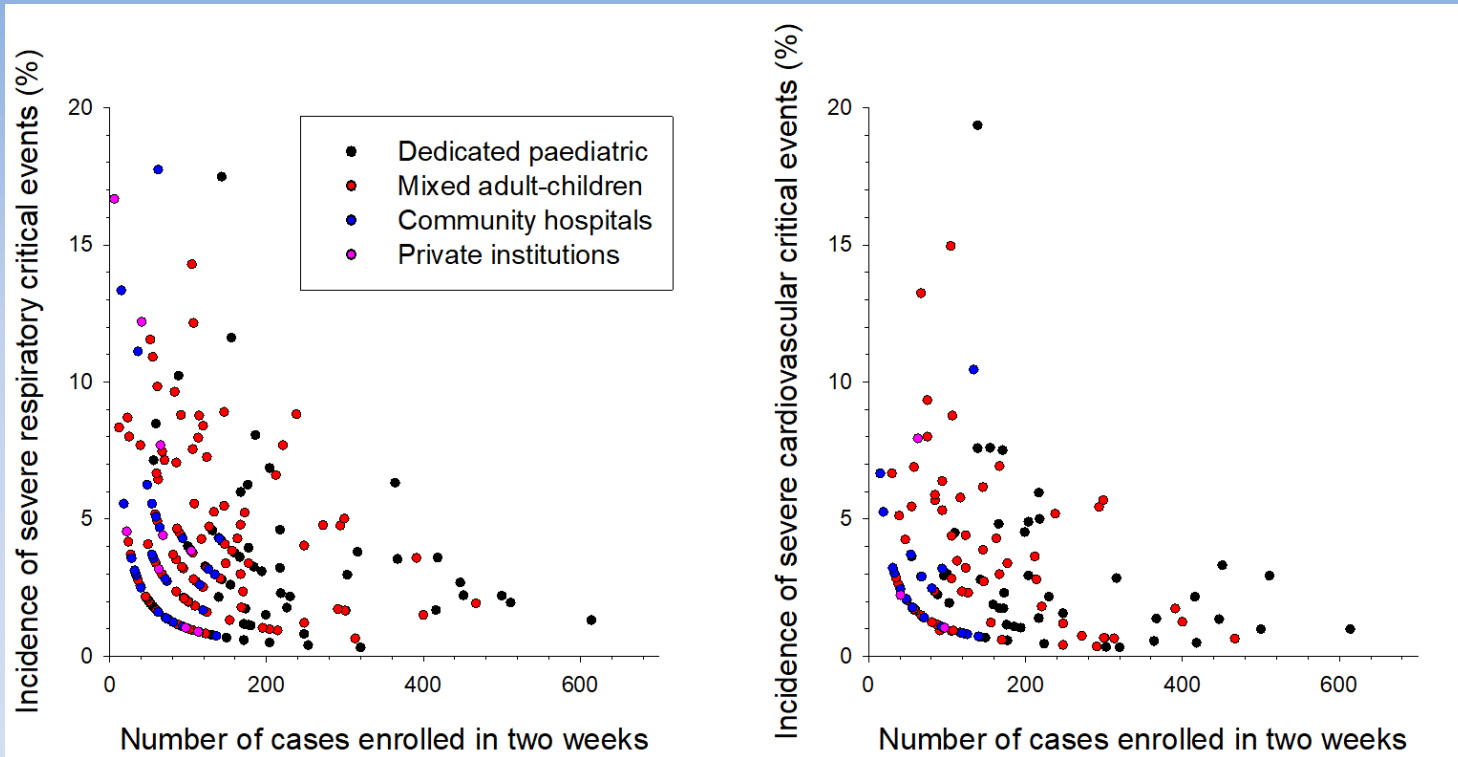 Incidence of severe respiratory critical events (%)
20
15
10
5
0
0
200
400
600
Number of cases enrolled in two weeks
Dedicated paediatric
Mixed adult-children
Community hospitals
Private institutions
Incidence of severe cardiovascular critical events (%)
20
15
10
5
0
0
200
400
600
Number of cases enrolled in two weeks